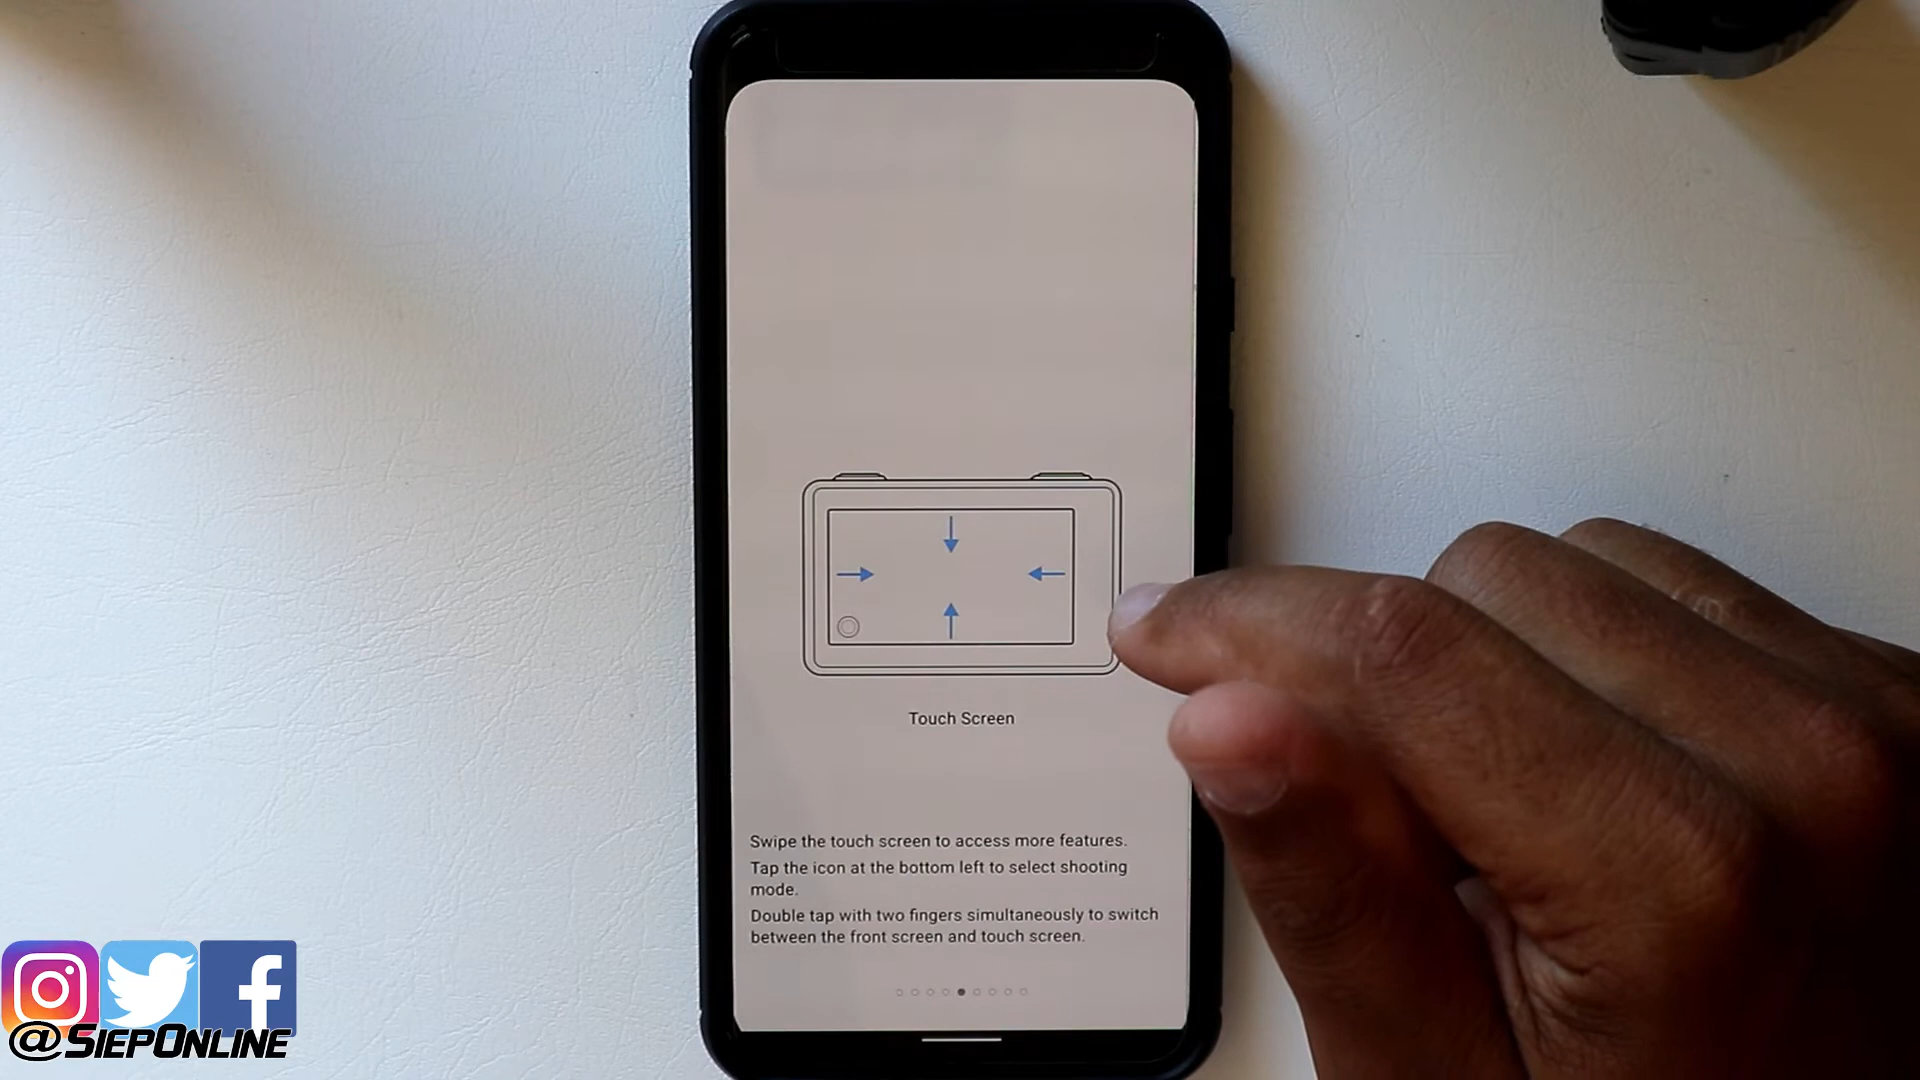 Touch Screen
Swipe the touch screen to access more features.
Tap the icon at the bottom left to select shooting
mode.
Double tap with two fingers simultaneously to switch
between the front screen and touch screen.
@SiepOnline